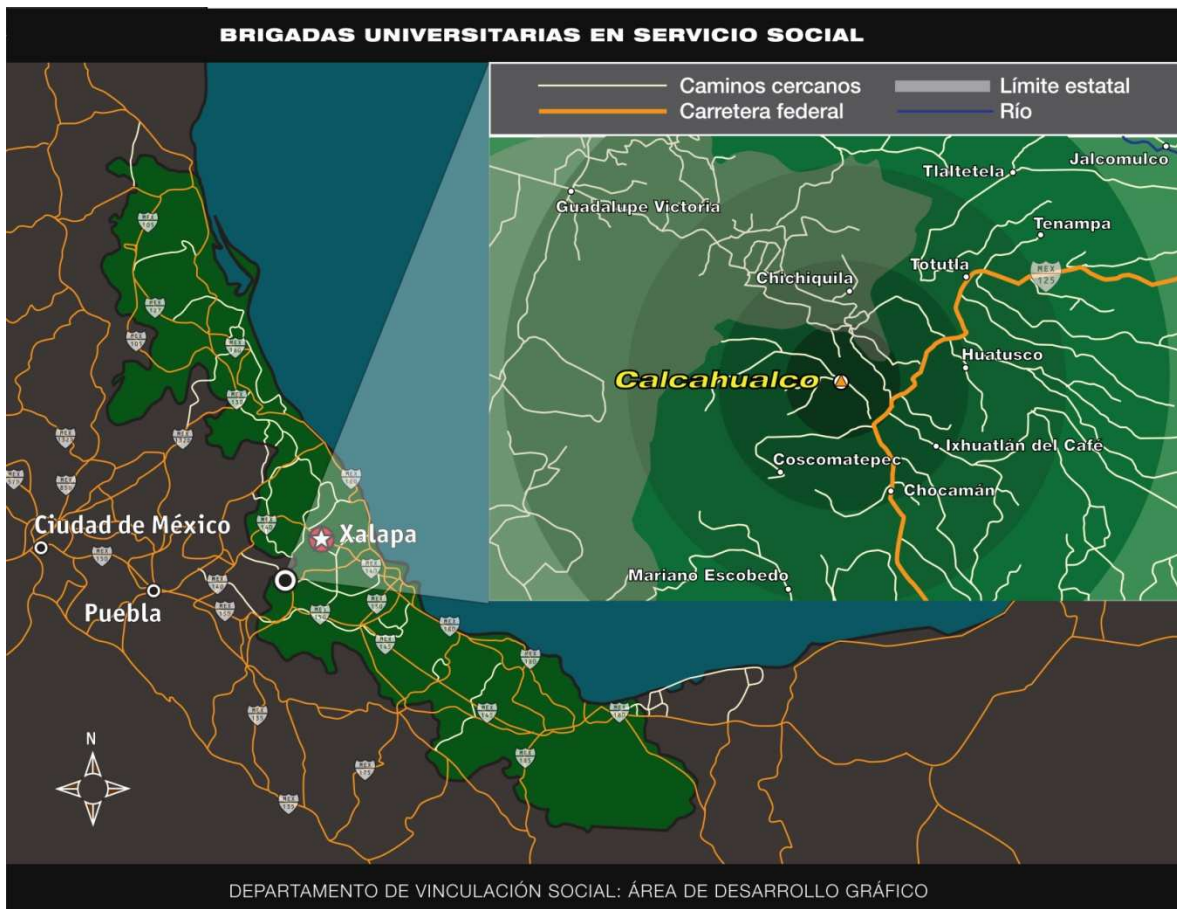 BRIGADAS UNIVERSITARIAS EN SERVICIO SOCIAL
Caminos cercanos
Límite estatal
Carretera federal
Río
Jalcomulco
Tlaltetela
Guadalupe Victoria
Tenampa
Totutla
Chichiquila
MEX
125
Huatusco
Calcahualco
Ixhuatlán del Café
Coscomatepec
Chocamán
Mariano Escobedo
Ciudad de México
Xalapa
Puebla
N
DEPARTAMENTO DE VINCULACIÓN SOCIAL: ÁREA DE DESARROLLO GRÁFICO